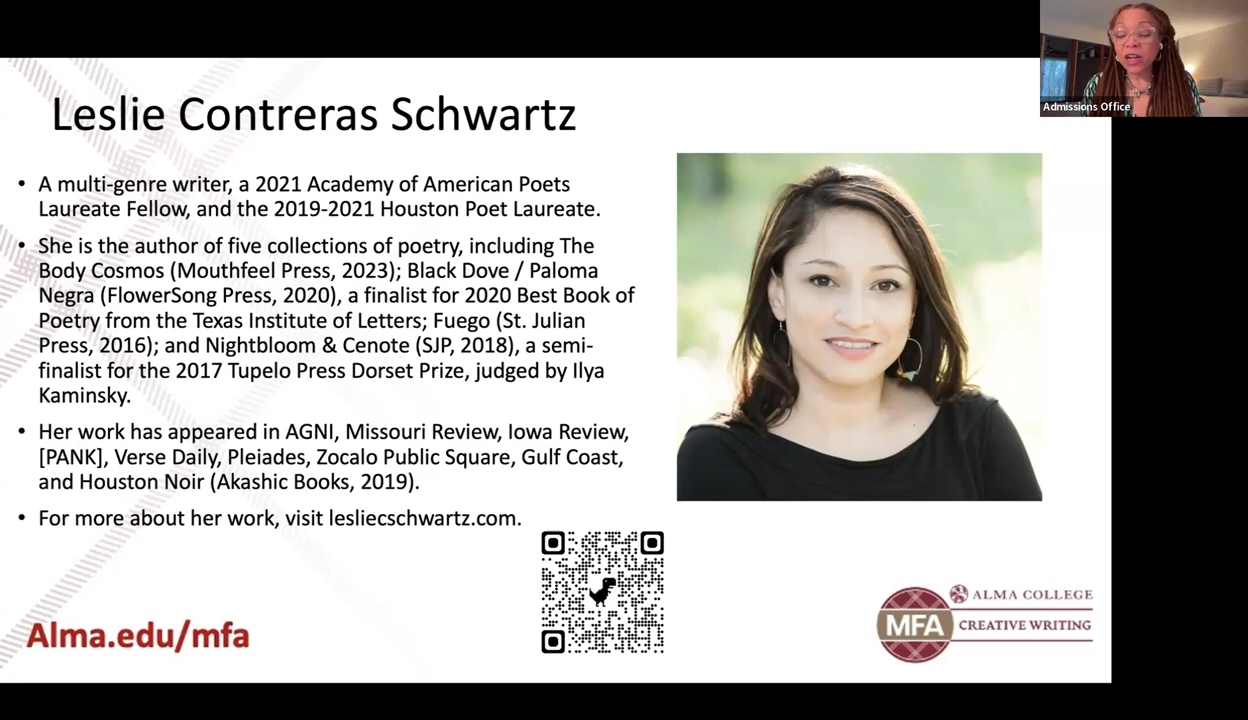 Admissions Office
Leslie Contreras Schwartz
• A multi-genre writer, a 2021 Academy of American Poets
Laureate Fellow, and the 2019-2021 Houston Poet Laureate.
• She is the author of five collections of poetry, including The
Body Cosmos (Mouthfeel Press, 2023); Black Dove / Paloma
Negra (FlowerSong Press, 2020), a finalist for 2020 Best Book of
Poetry from the Texas Institute of Letters; Fuego (St. Julian
Press, 2016); and Nightbloom & Cenote (SJP, 2018), a semi-
finalist for the 2017 Tupelo Press Dorset Prize, judged by Ilya
Kaminsky.
• Her work has appeared in AGNI, Missouri Review, Iowa Review,
[PANK], Verse Daily, Pleiades, Zocalo Public Square, Gulf Coast,
and Houston Noir (Akashic Books, 2019).
• For more about her work, visit lesliecschwartz.com.
Alma.edu/mfa
ALMA COLLEGE
MFA CREATIVE WRITING